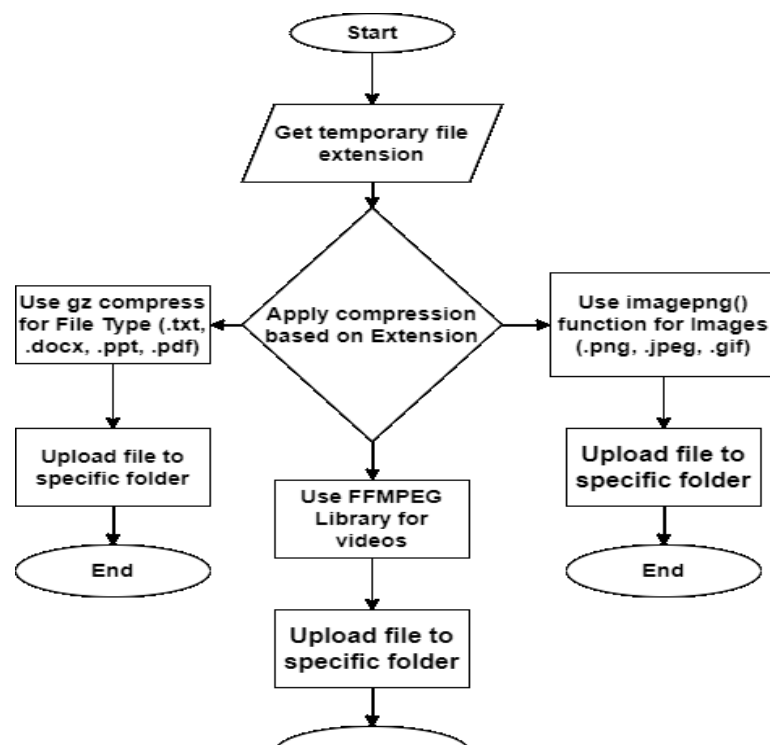 Start
Get temporary file
extension
Apply compression
based on Extension
Use gz compress
for File Type (.txt,
.docx, .ppt, .pdf)
Upload file to
specific folder
End
Use FFMPEG
Library for
videos
Upload file to
specific folder
Use imagepng()
function for Images
(.png, .jpeg, .gif)
Upload file to
specific folder
End